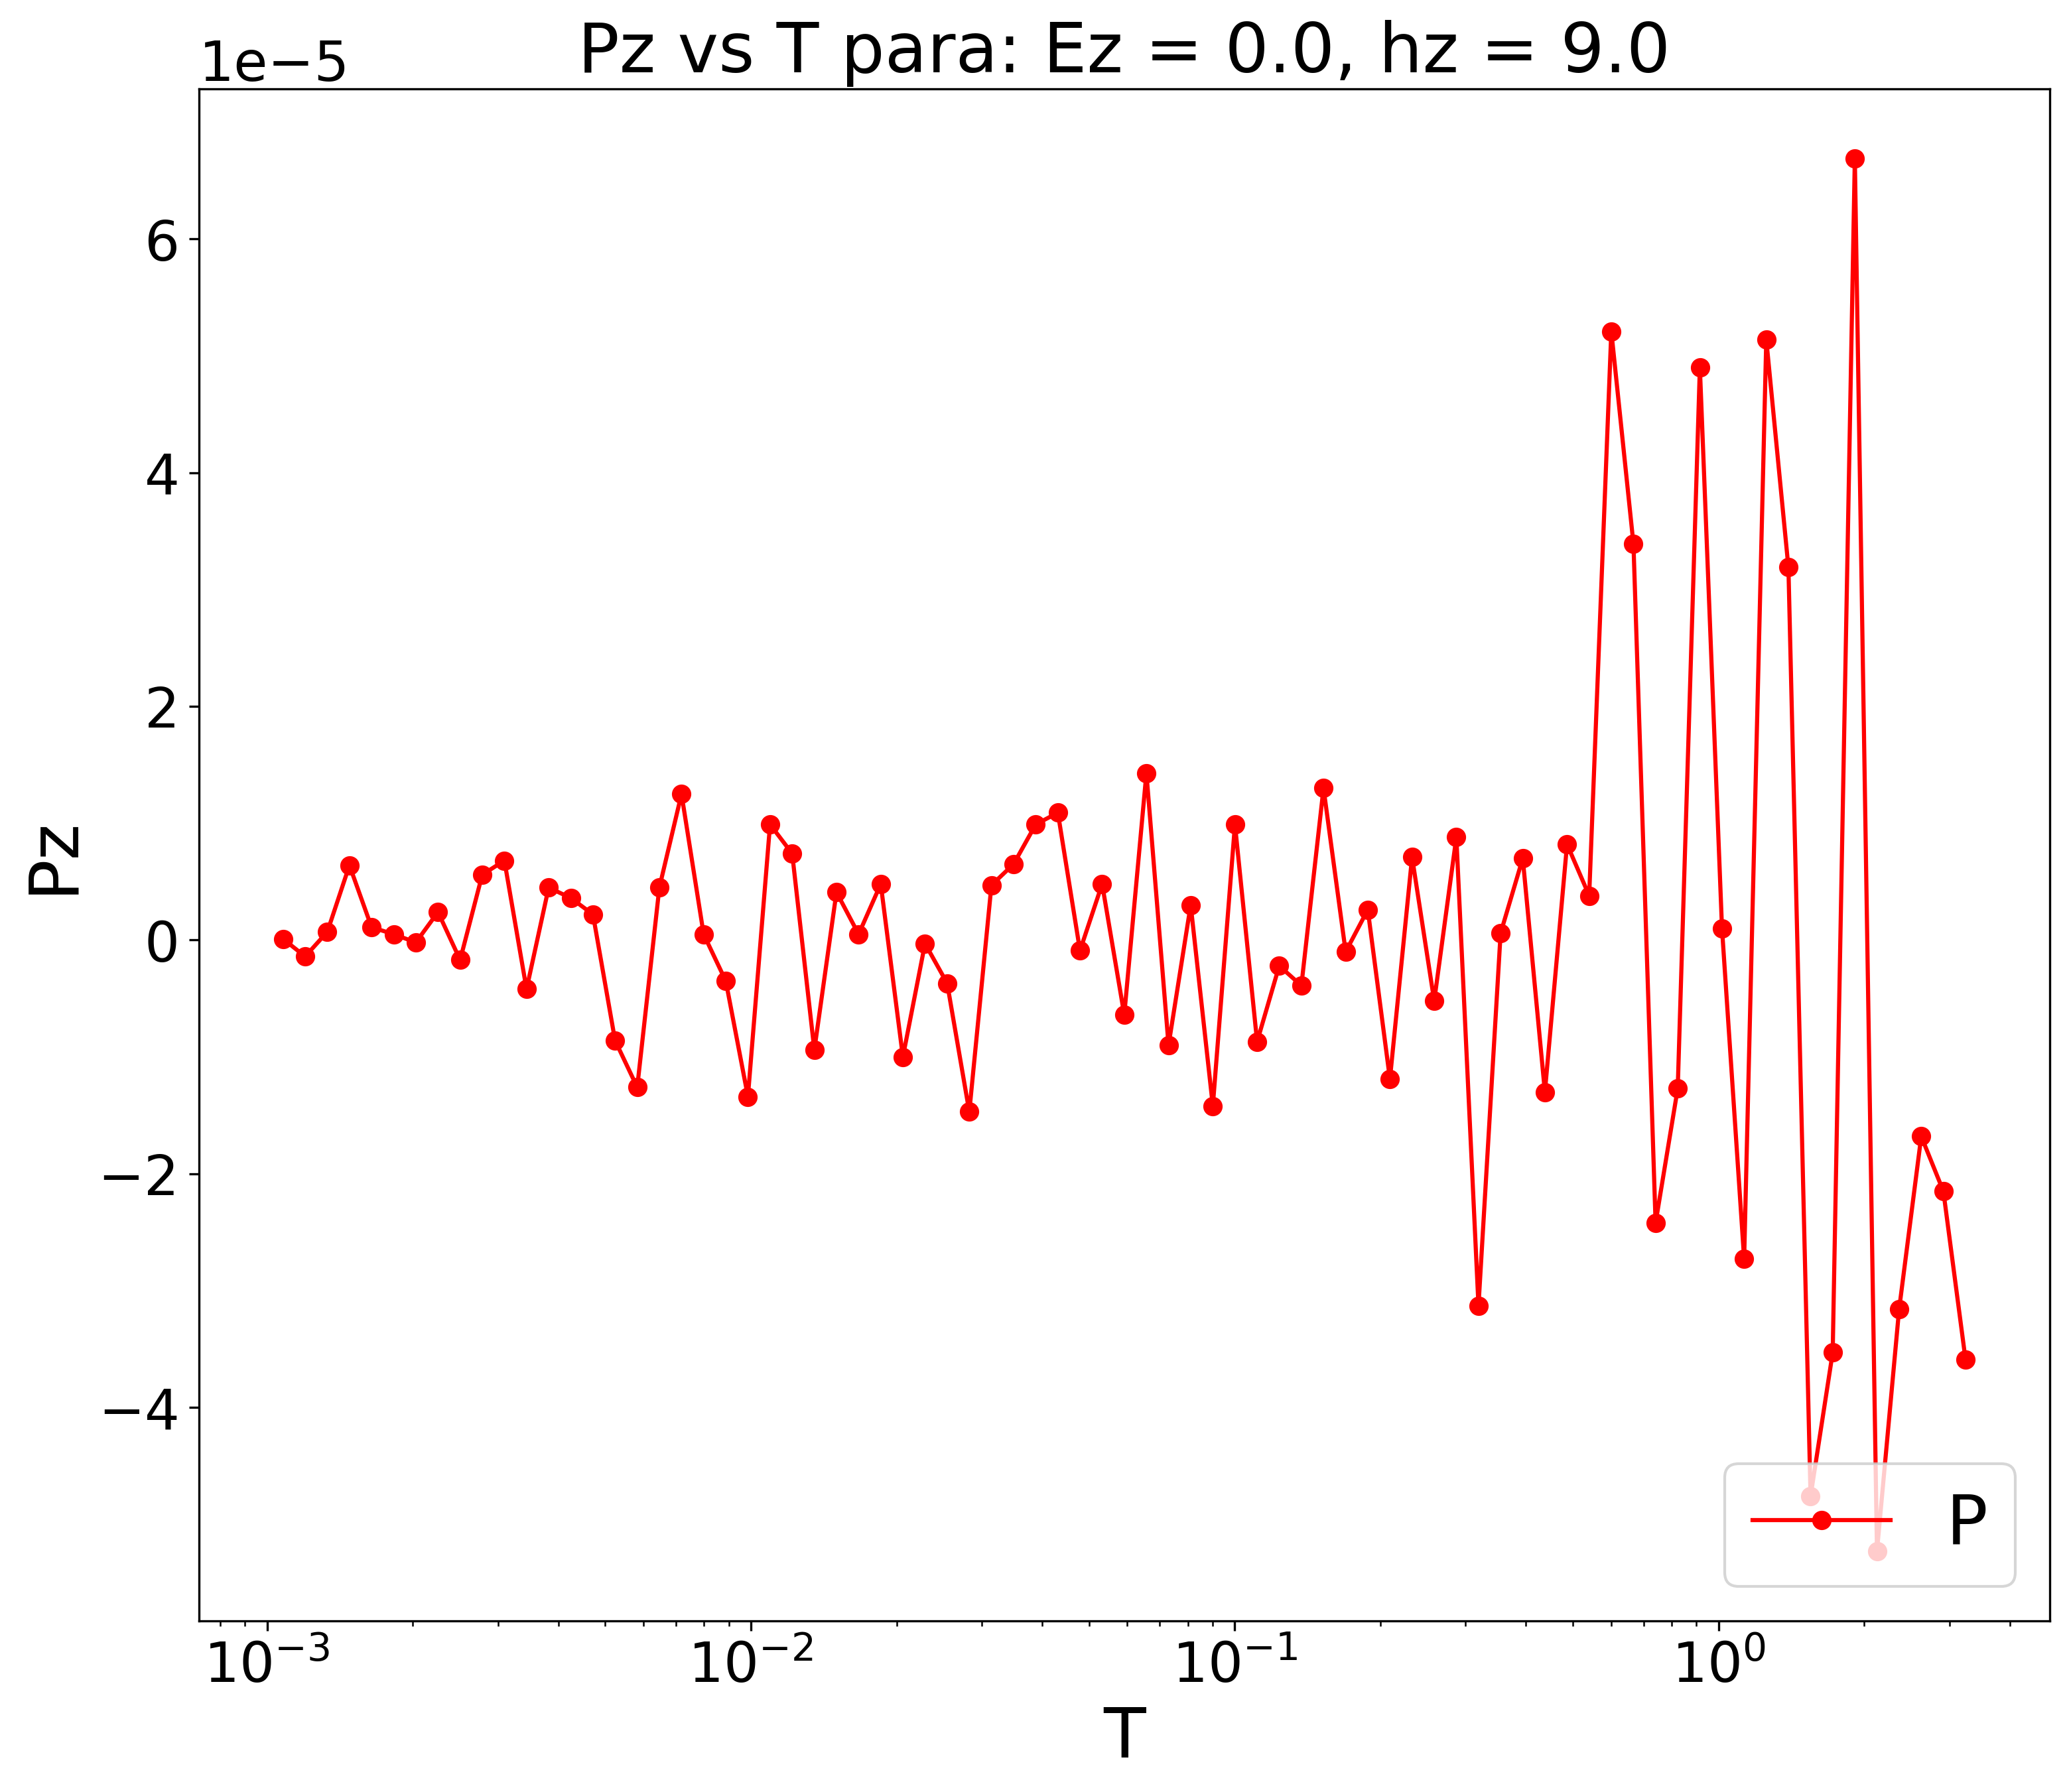 Pz vs T para: Ez = 0.0, hz = 9.0
1e−5
6
4
2
0
−2
−4
Pz
P
10⁻³ 10⁻² 10⁻¹ 10⁰
T